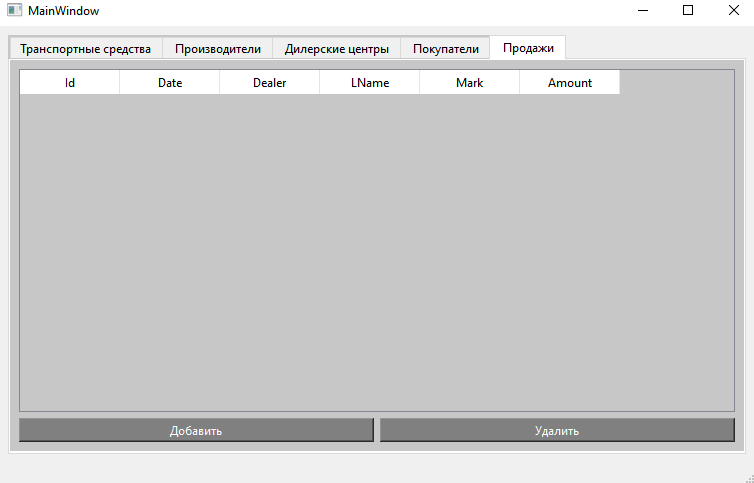 MainWindow
Транспортные средства Производители Дилерские центры Покупатели Продажи
Id Date Dealer LName Mark Amount
Добавить Удалить